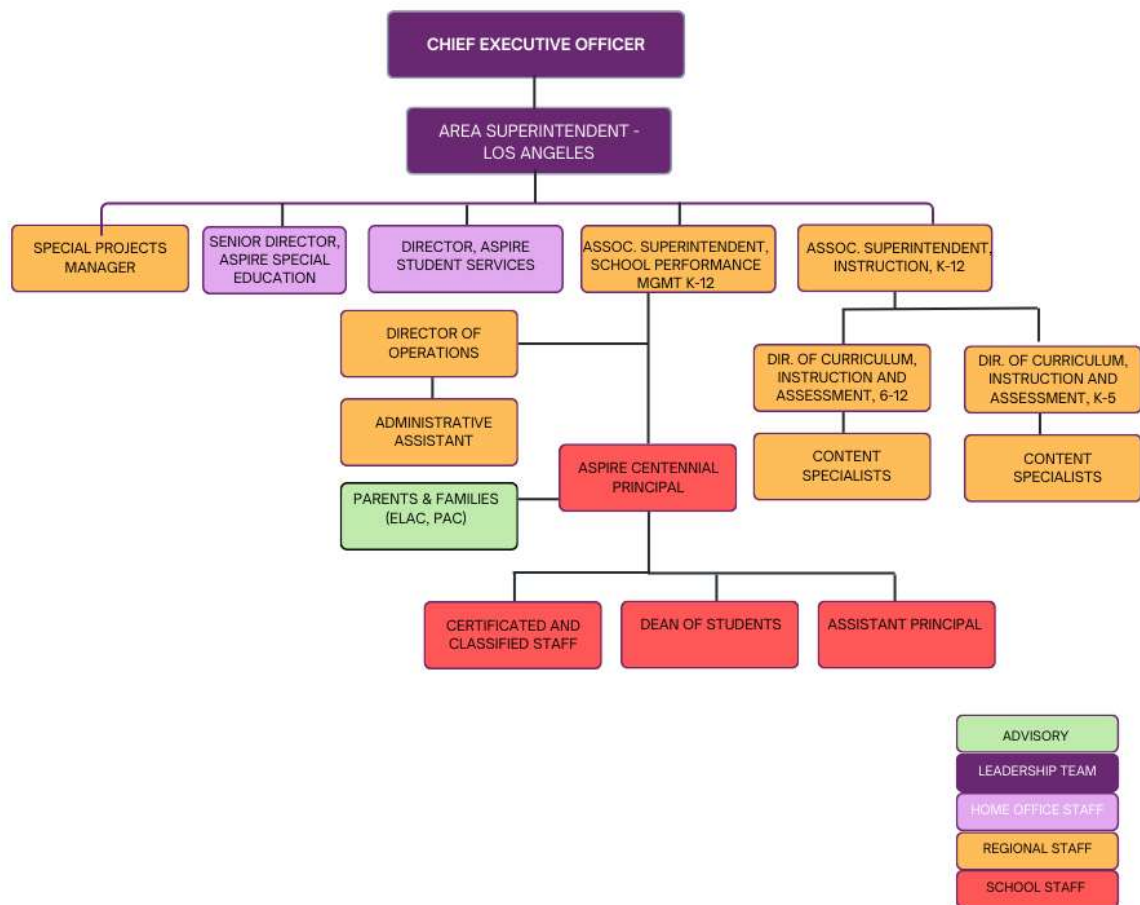 CHIEF EXECUTIVE OFFICER
AREA SUPERINTENDENT -
LOS ANGELES
SPECIAL PROJECTS
MANAGER
SENIOR DIRECTOR,
ASPIRE SPECIAL
EDUCATION
DIRECTOR, ASPIRE
STUDENT SERVICES
ASSOC. SUPERINTENDENT,
SCHOOL PERFORMANCE
MGMT K-12
ASSOC. SUPERINTENDENT,
INSTRUCTION, K-12
DIRECTOR OF
OPERATIONS
DIR. OF CURRICULUM,
INSTRUCTION AND
ASSESSMENT, 6-12
DIR. OF CURRICULUM,
INSTRUCTION AND
ASSESSMENT, K-5
ADMINISTRATIVE
ASSISTANT
ASPIRE CENTENNIAL
PRINCIPAL
CONTENT
SPECIALISTS
CONTENT
SPECIALISTS
PARENTS & FAMILIES
(ELAC, PAC)
CERTIFICATED AND
CLASSIFIED STAFF
DEAN OF STUDENTS
ASSISTANT PRINCIPAL
ADVISORY
LEADERSHIP TEAM
HOME OFFICE STAFF
REGIONAL STAFF
SCHOOL STAFF